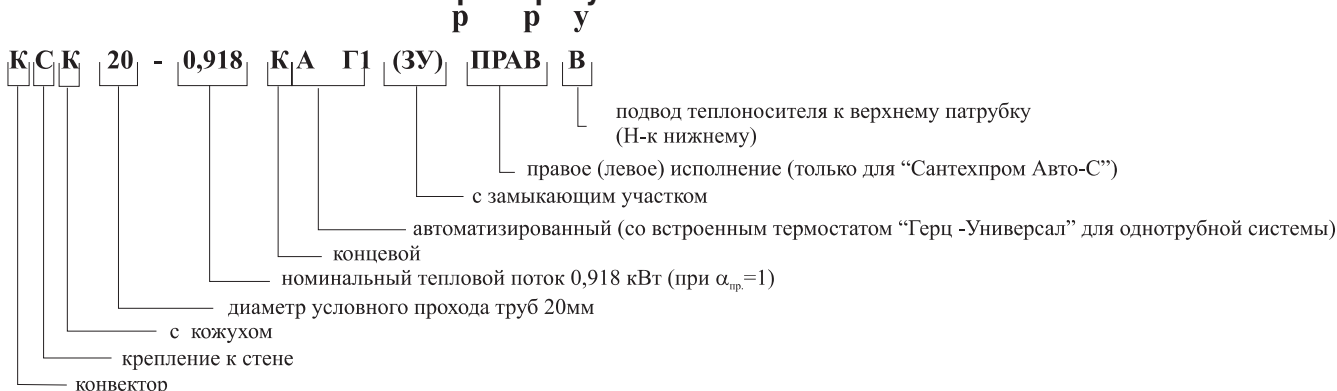 р р у
КСК 20 - 0,918 КА Г1 (ЗУ) ПРАВ В
подвод теплоносителя к верхнему патрубку
(Н-к нижнему)
правое (левое) исполнение (только для “Сантехпром Авто-С”)
с замыкающим участком
автоматизированный (со встроенным термостатом “Герц -Универсал” для однотрубной системы)
концевой
номинальный тепловой поток 0,918 кВт (при αпр.=1)
диаметр условного прохода труб 20мм
с кожухом
крепление к стене
конвектор